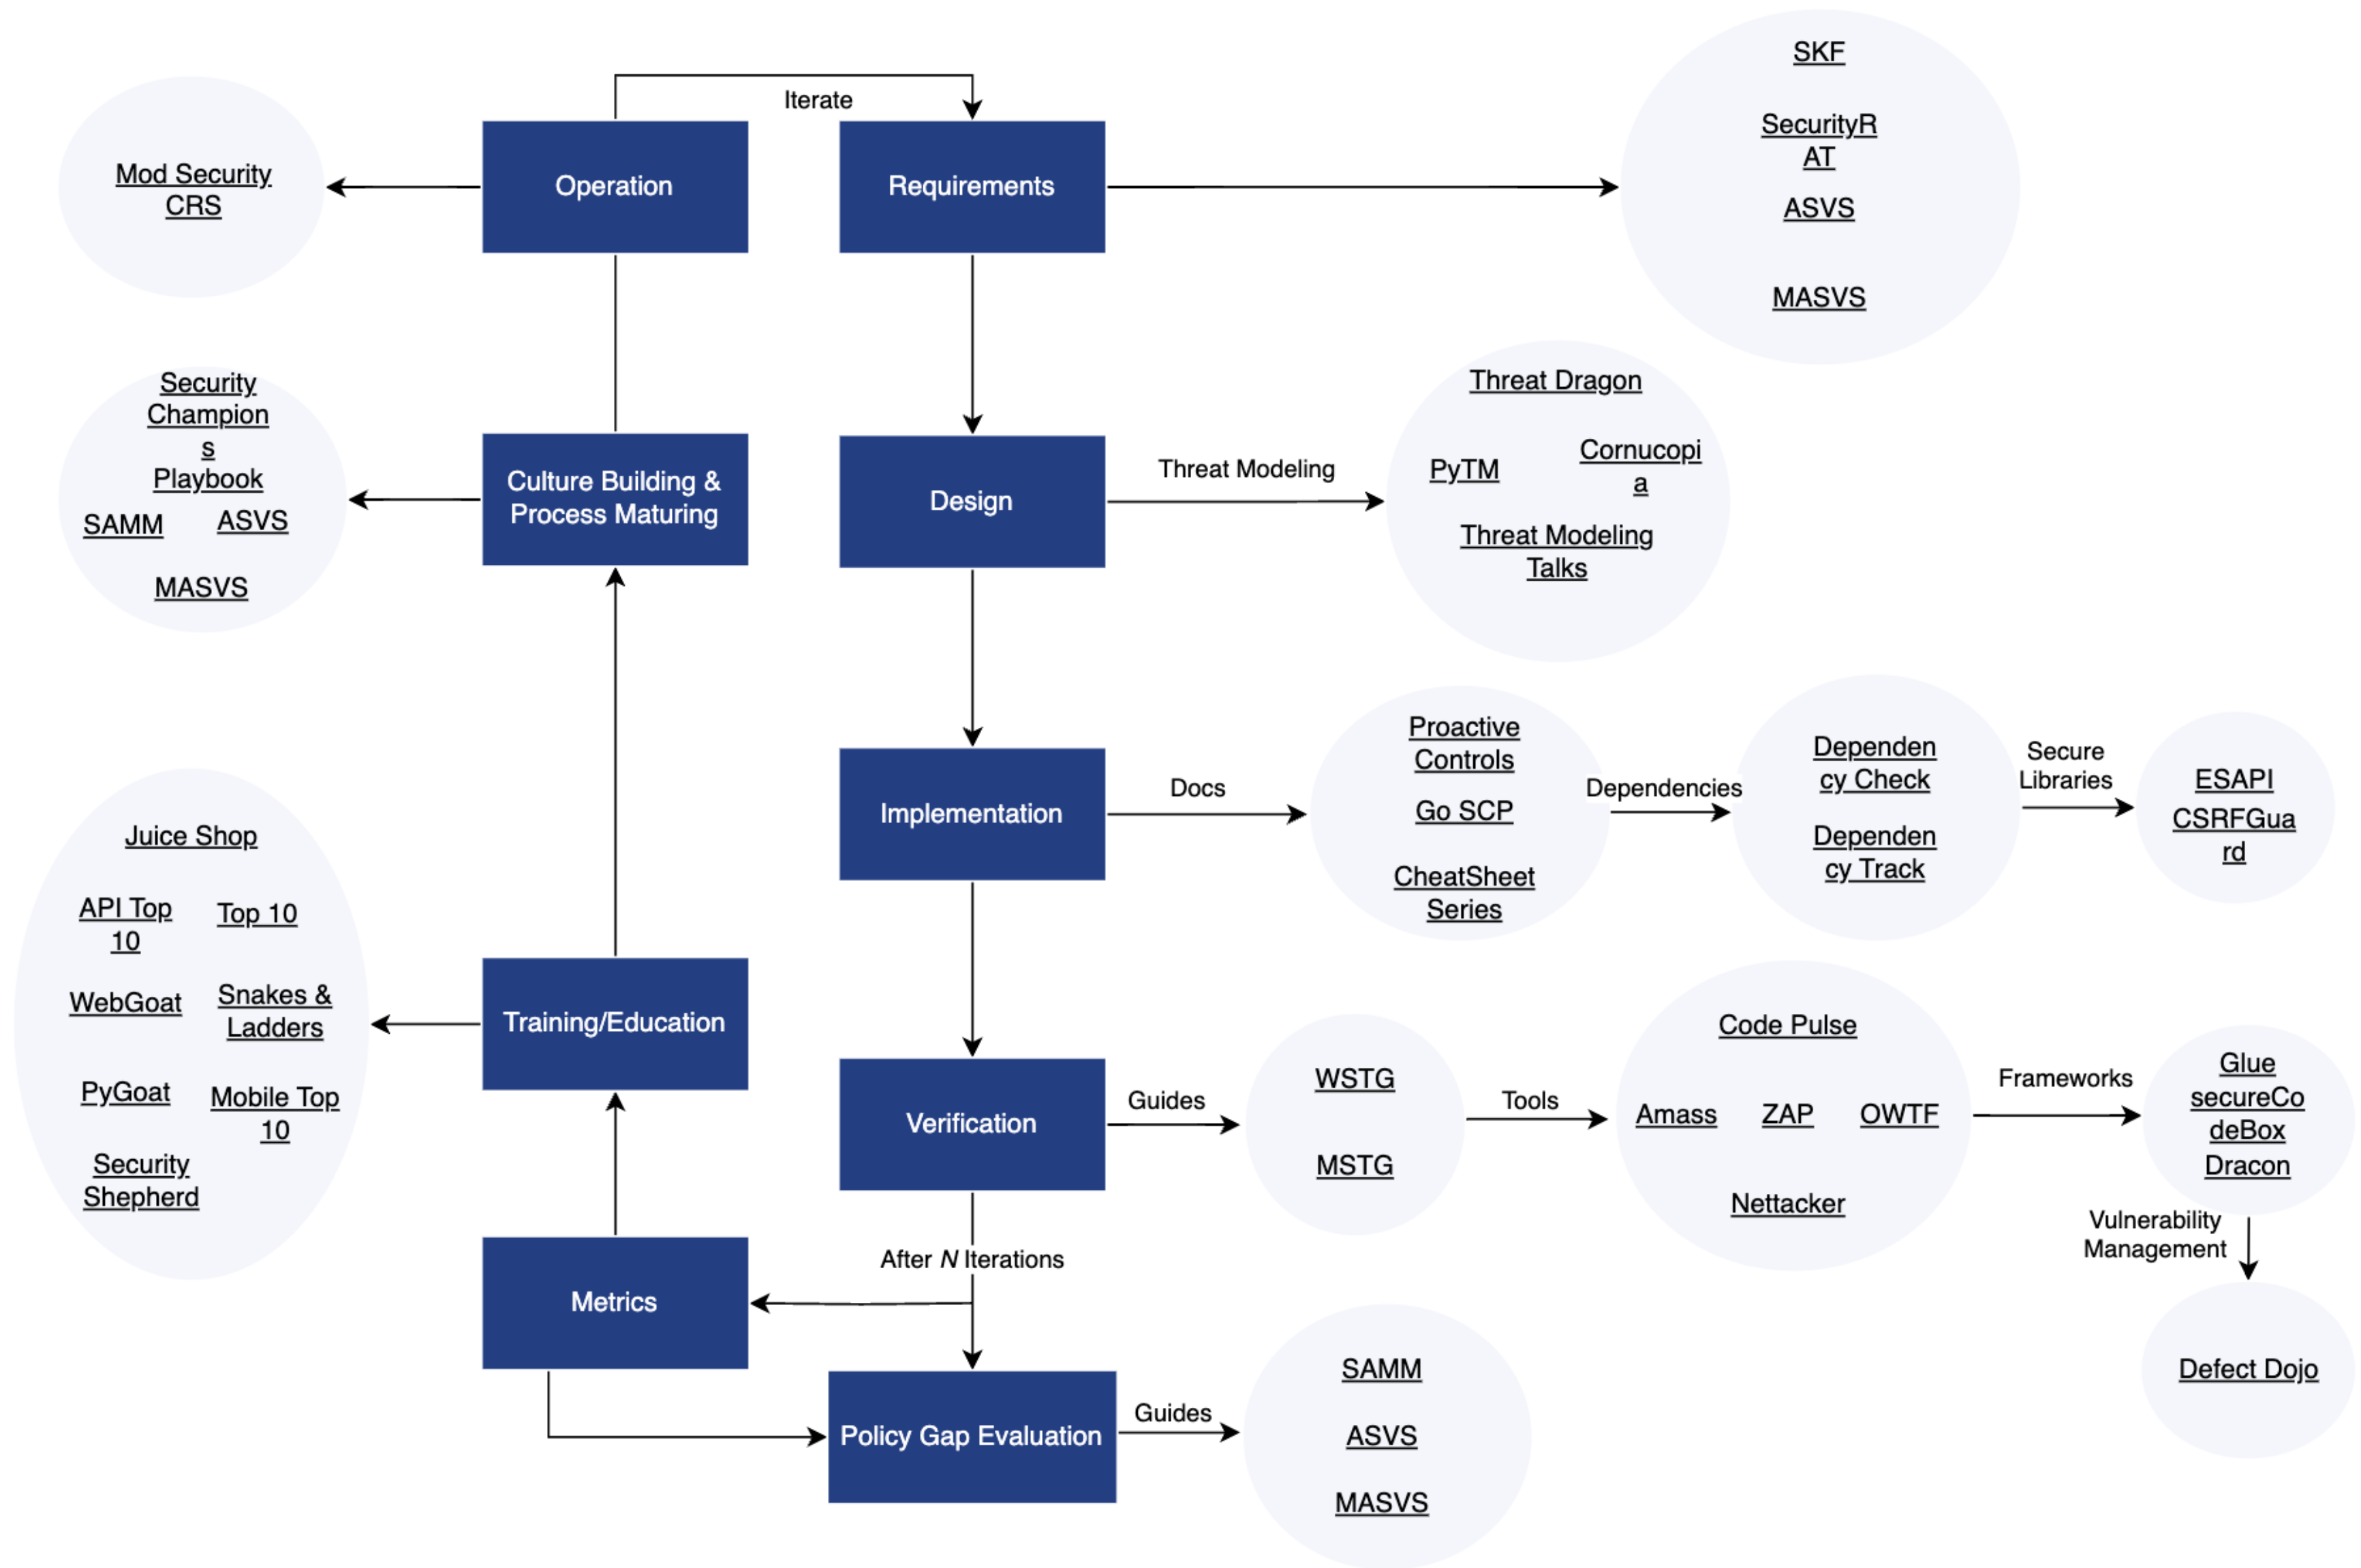 SKF
Iterate
SecurityR
AT
Mod Security
CRS
Operation
Requirements
ASVS
MASVS
Security
Champion
s
Playbook
SAMM
ASVS
MASVS
Culture Building &
Process Maturing
Design
Threat Modeling
Threat Dragon
PyTM
Cornucopi
a
Threat Modeling
Talks
Implementation
Docs
Proactive
Controls
Go SCP
CheatSheet
Series
Dependencies
Dependen
cy Check
Dependen
cy Track
Secure
Libraries
ESAPI
CSRFGua
rd
Juice Shop
API Top
10
Top 10
WebGoat
Snakes &
Ladders
PyGoat
Mobile Top
10
Security
Shepherd
Training/Education
Verification
Guides
WSTG
MSTG
Tools
Code Pulse
Amass
ZAP
OWTF
Nettacker
Frameworks
Glue
secureCo
deBox
Dracon
Vulnerability
Management
Defect Dojo
After N Iterations
Metrics
Policy Gap Evaluation
Guides
SAMM
ASVS
MASVS